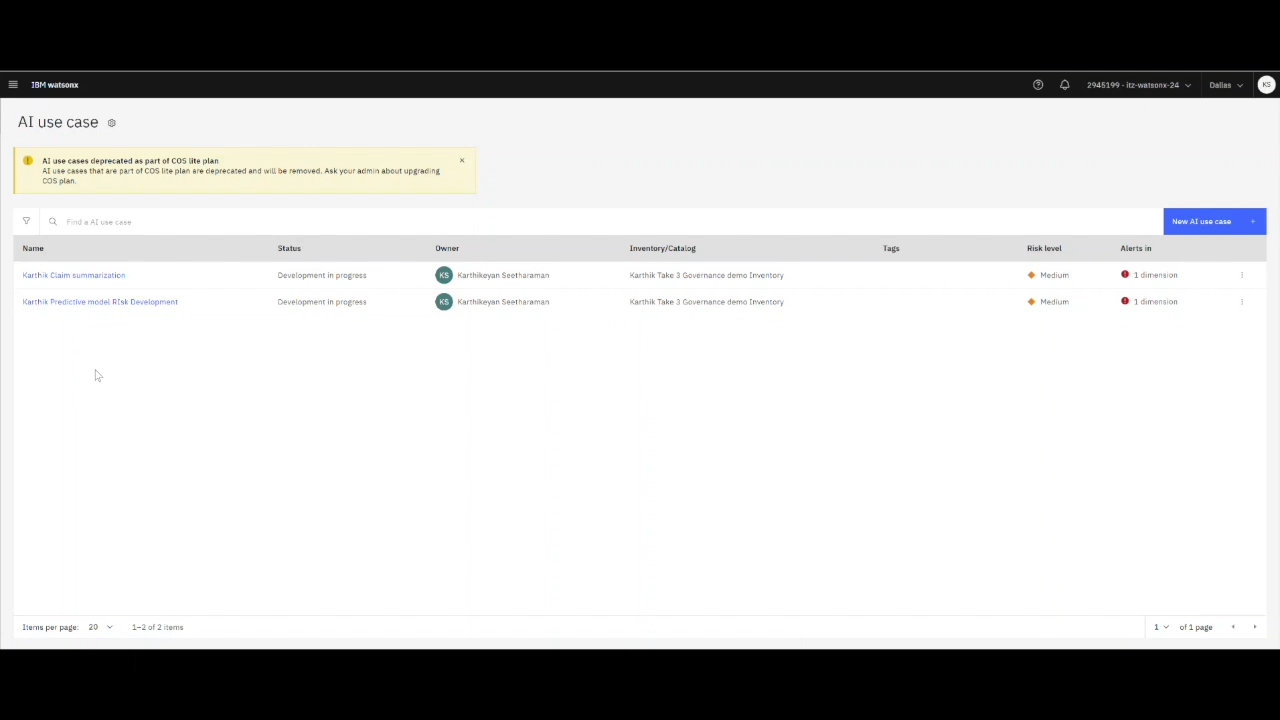 IBM watsonx
2945199 - itz-watsonx-24
Dallas
KS
AI use case
AI use cases deprecated as part of COS lite plan
AI use cases that are part of COS lite plan are deprecated and will be removed. Ask your admin about upgrading
COS plan.
Find a AI use case
New AI use case +
Name Status Owner Inventory/Catalog Tags Risk level Alerts in
Karthik Claim summarization Development in progress KS Karthikeyan Seetharaman Karthik Take 3 Governance demo Inventory Medium 1 dimension
Karthik Predictive model RIsk Development Development in progress KS Karthikeyan Seetharaman Karthik Take 3 Governance demo Inventory Medium 1 dimension
Items per page: 20 1–2 of 2 items 1 of 1 page